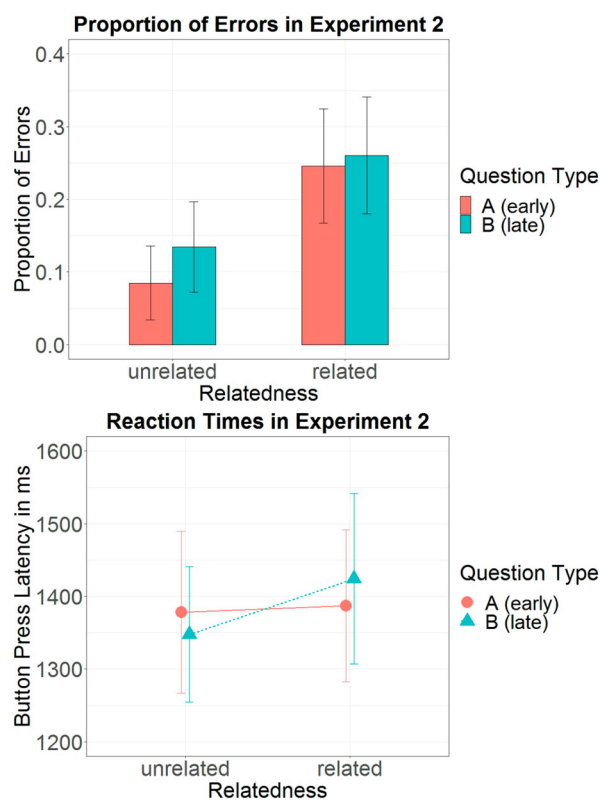 Proportion of Errors in Experiment 2
Proportion of Errors
0.4
0.3
0.2
0.1
0.0
unrelated related
Relatedness
Question Type
A (early)
B (late)
Reaction Times in Experiment 2
Button Press Latency in ms
1600
1500
1400
1300
1200
unrelated related
Relatedness
Question Type
A (early)
B (late)